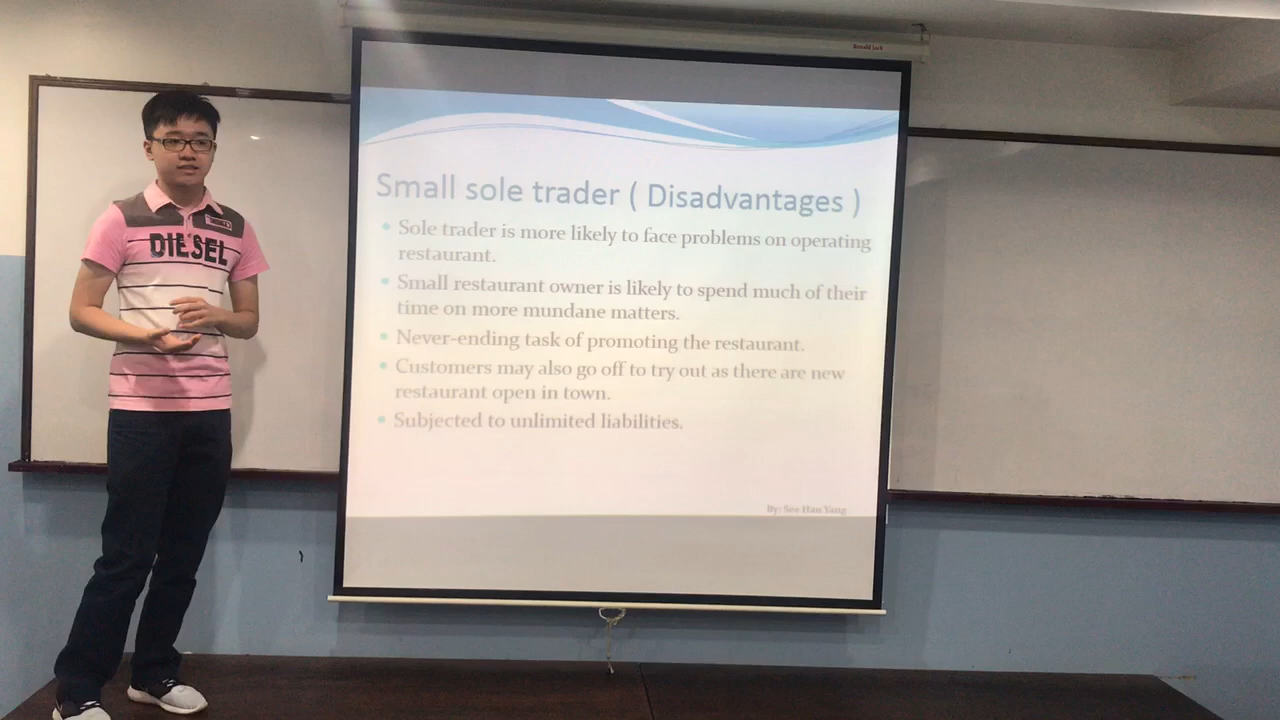 Small sole trader ( Disadvantages )
• Sole trader is more likely to face problems on operating
restaurant.
• Small restaurant owner is likely to spend much of their
time on more mundane matters.
• Never-ending task of promoting the restaurant.
• Customers may also go off to try out as there are new
restaurant open in town.
• Subjected to unlimited liabilities.
By: See Han Yang
DIESEL